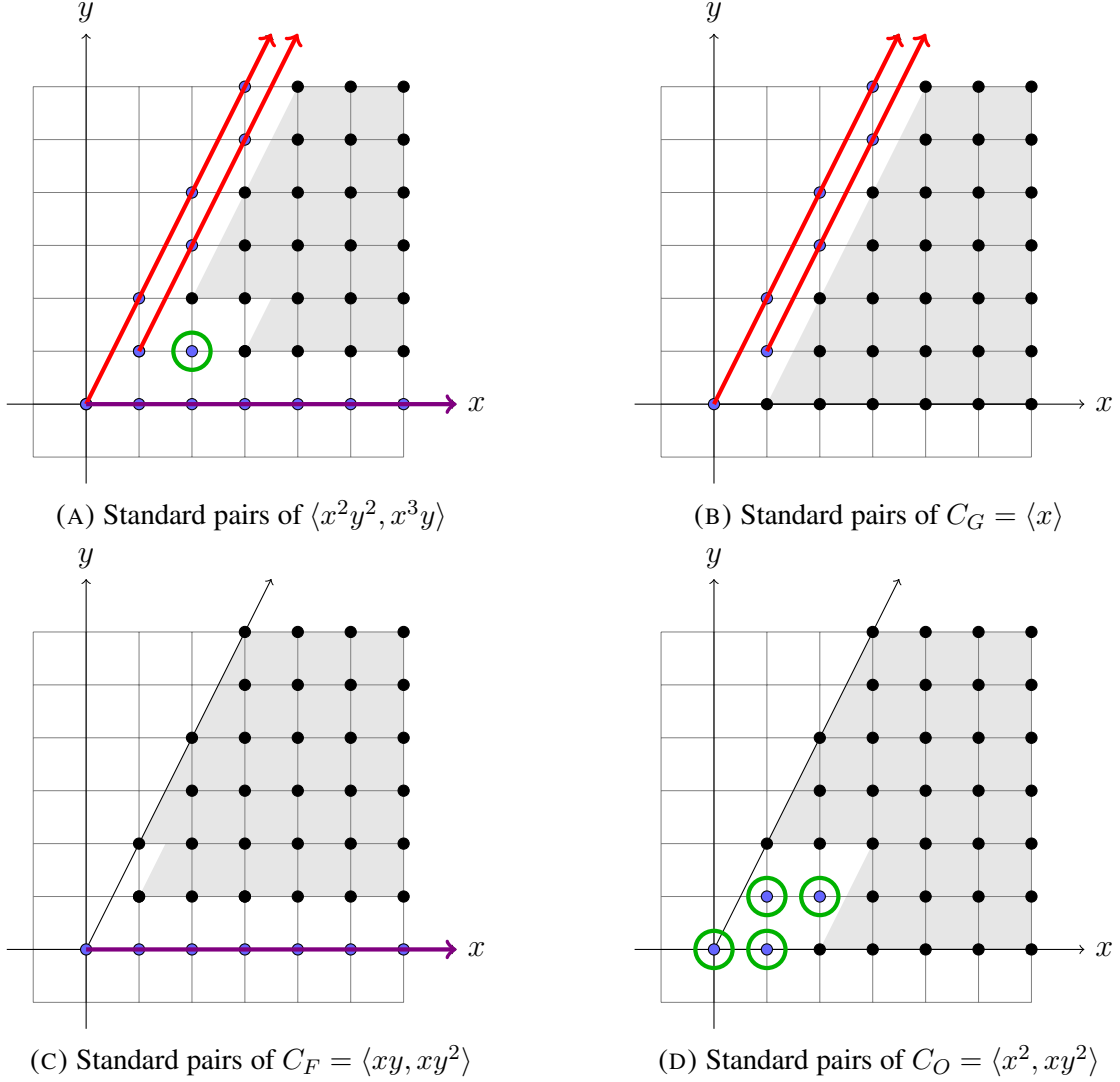 y
x
(A) Standard pairs of ⟨x²y², x³y⟩
y
x
(B) Standard pairs of C_G = ⟨x⟩
y
x
(C) Standard pairs of C_F = ⟨xy, xy²⟩
y
x
(D) Standard pairs of C_O = ⟨x², xy²⟩